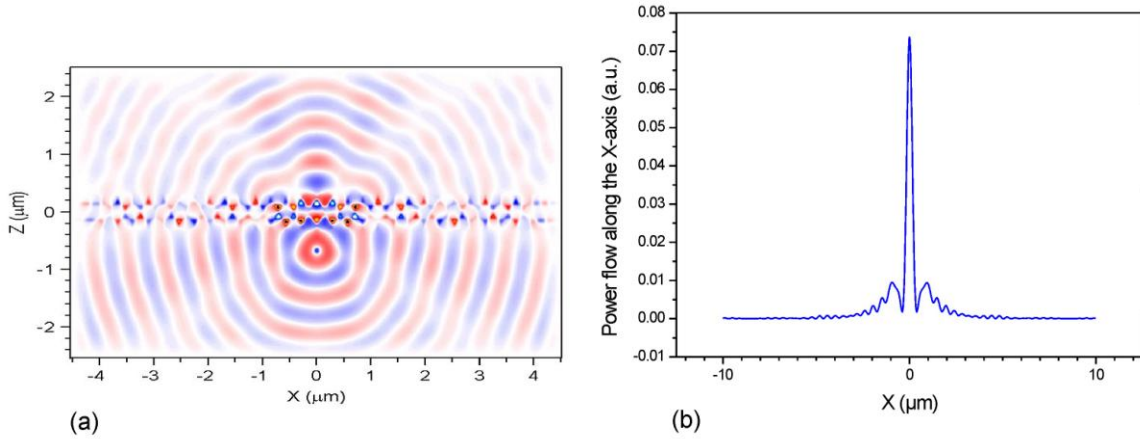 2
1
0
-1
-2
Z (μm)
-4 -3 -2 -1 0 1 2 3 4
X (μm)
(a)
0.08
0.07
0.06
0.05
0.04
0.03
0.02
0.01
0.00
-0.01
Power flow along the X-axis (a.u.)
-10 0 10
X (μm)
(b)